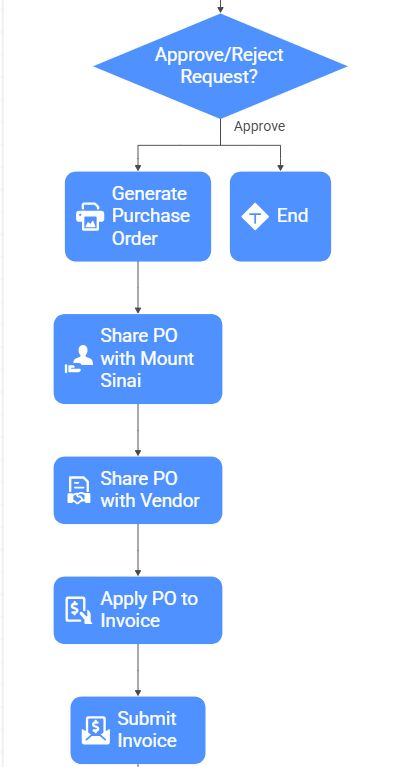 Approve/Reject
Request?
Approve
Generate
Purchase
Order
End
Share PO
with Mount
Sinai
Share PO
with Vendor
Apply PO to
Invoice
Submit
Invoice